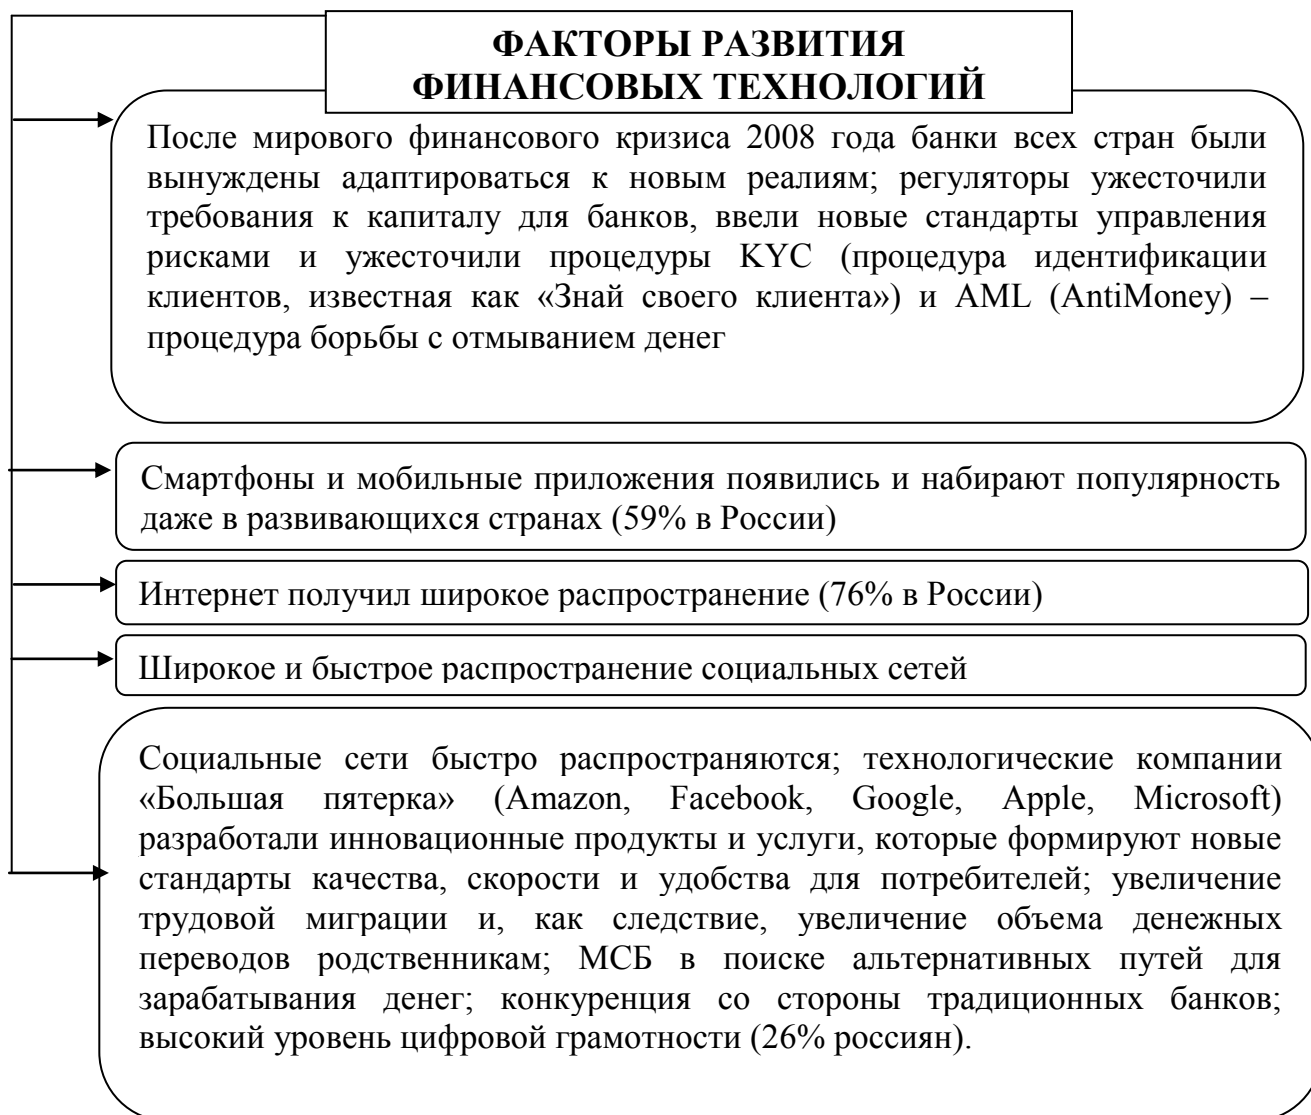 ФАКТОРЫ РАЗВИТИЯ
ФИНАНСОВЫХ ТЕХНОЛОГИЙ
После мирового финансового кризиса 2008 года банки всех стран были
вынуждены адаптироваться к новым реалиям; регуляторы ужесточили
требования к капиталу для банков, ввели новые стандарты управления
рисками и ужесточили процедуры KYC (процедура идентификации
клиентов, известная как «Знай своего клиента») и AML (AntiMoney) –
процедура борьбы с отмыванием денег
Смартфоны и мобильные приложения появились и набирают популярность
даже в развивающихся странах (59% в России)
Интернет получил широкое распространение (76% в России)
Широкое и быстрое распространение социальных сетей
Социальные сети быстро распространяются; технологические компании
«Большая пятерка» (Amazon, Facebook, Google, Apple, Microsoft)
разработали инновационные продукты и услуги, которые формируют новые
стандарты качества, скорости и удобства для потребителей; увеличение
трудовой миграции и, как следствие, увеличение объема денежных
переводов родственникам; МСБ в поиске альтернативных путей для
зарабатывания денег; конкуренция со стороны традиционных банков;
высокий уровень цифровой грамотности (26% россиян).